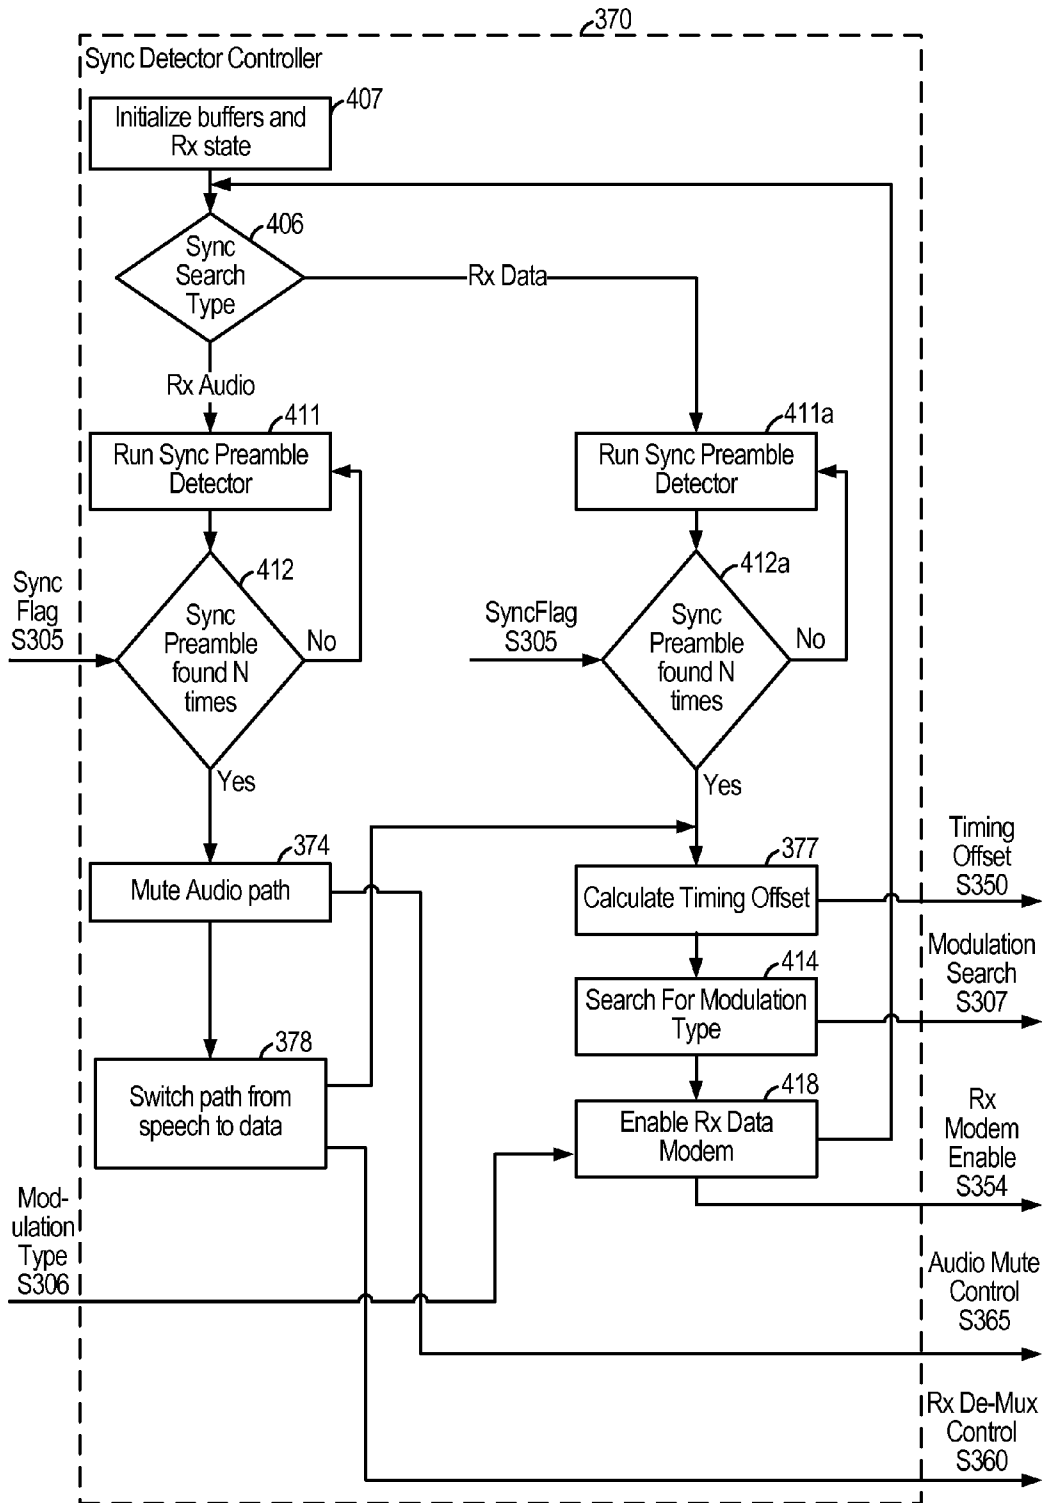 370
Sync Detector Controller
407
Initialize buffers and
Rx state
406
Sync
Search
Type
Rx Data
Rx Audio
411
Run Sync Preamble
Detector
411a
Run Sync Preamble
Detector
Sync
Flag
S305
412
Sync
Preamble
found N
times
No
Yes
SyncFlag
S305
412a
Sync
Preamble
found N
times
No
Yes
374
Mute Audio path
377
Calculate Timing Offset
Timing
Offset
S350
414
Search For Modulation
Type
Modulation
Search
S307
378
Switch path from
speech to data
418
Enable Rx Data
Modem
Rx
Modem
Enable
S354
Mod-
ulation
Type
S306
Audio Mute
Control
S365
Rx De-Mux
Control
S360